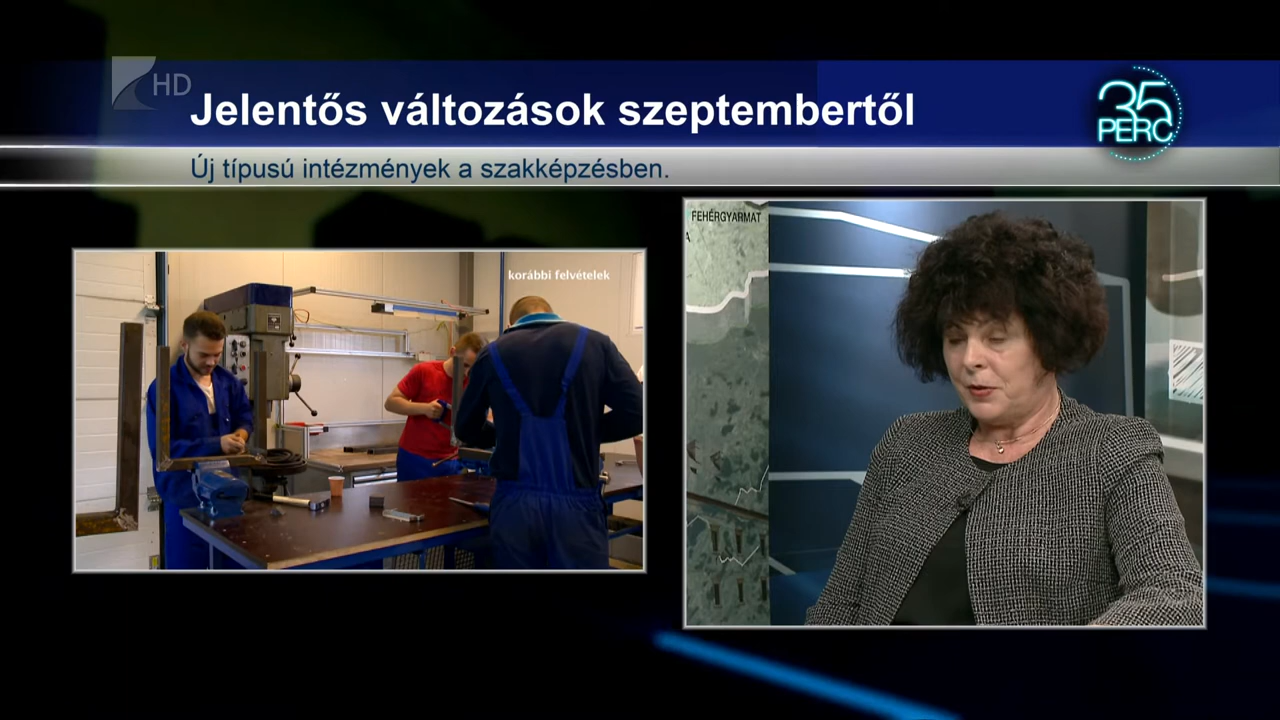 HD
Jelentős változások szeptembertől
35
PERC
Új típusú intézmények a szakképzésben.
FEHÉRGYARMAT
A
korábbi felvételek